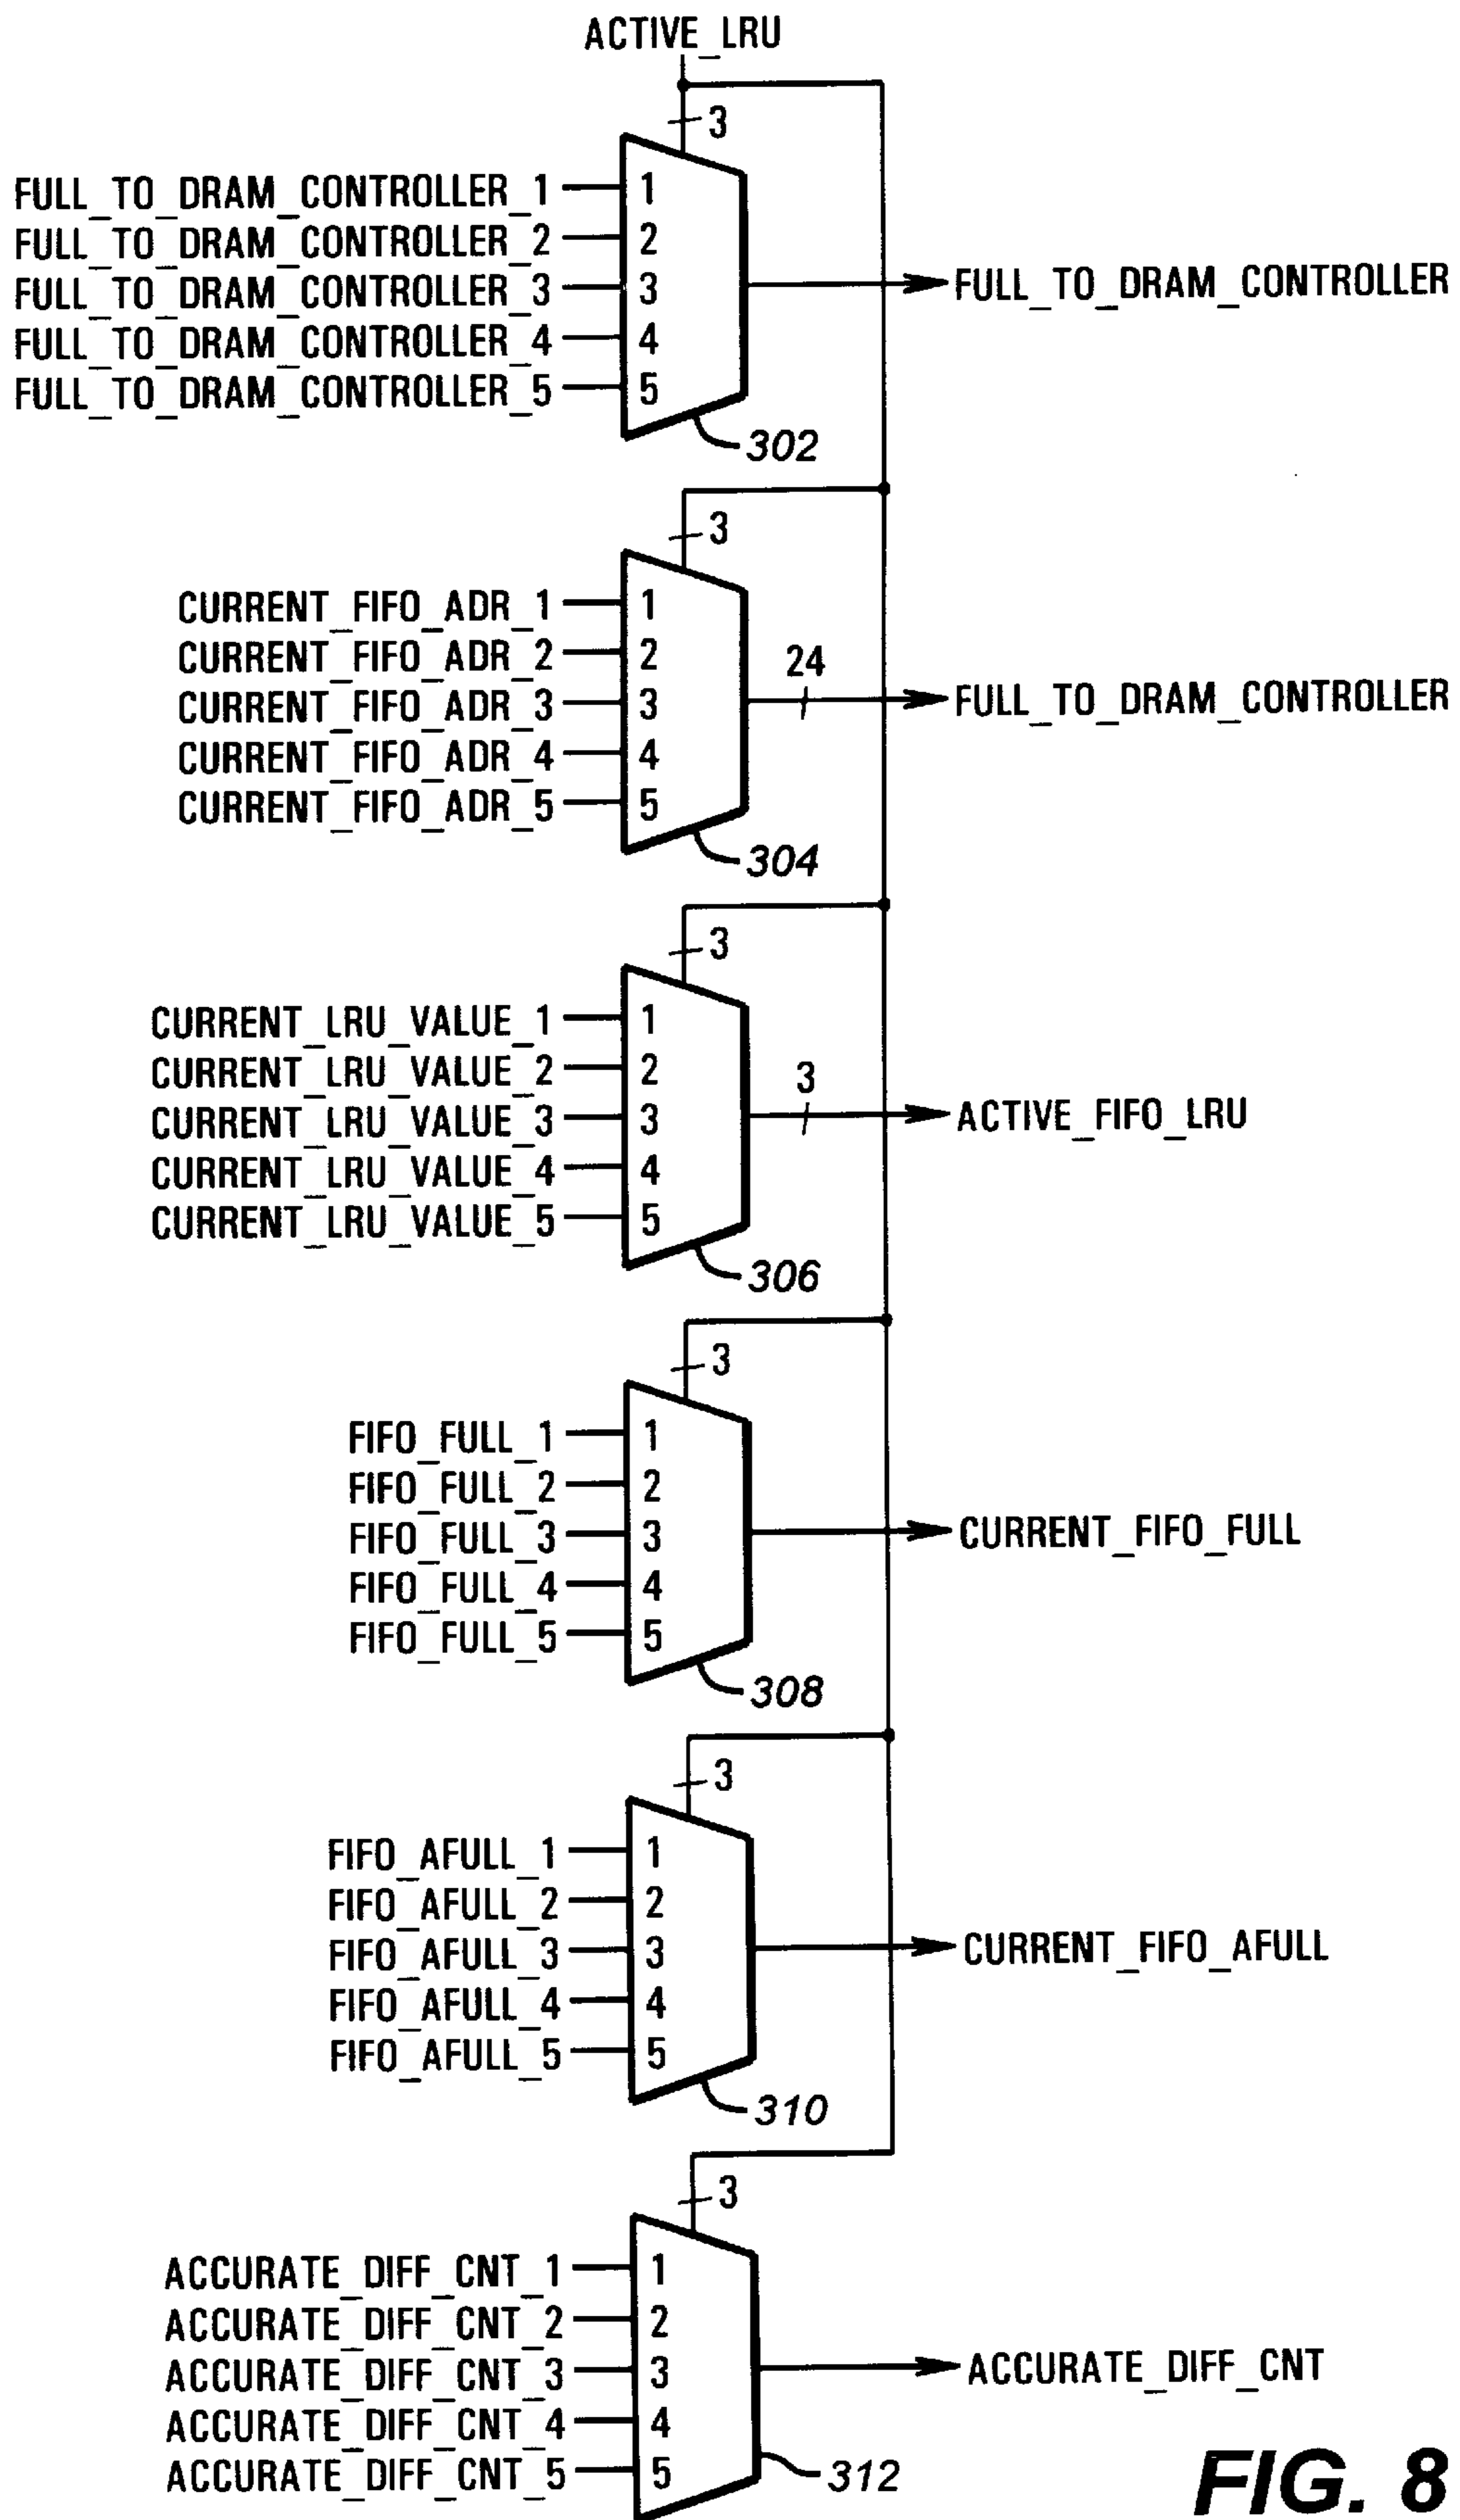 ACTIVE_LRU
3
FULL_TO_DRAM_CONTROLLER_1 1
FULL_TO_DRAM_CONTROLLER_2 2
FULL_TO_DRAM_CONTROLLER_3 3 FULL_TO_DRAM_CONTROLLER
FULL_TO_DRAM_CONTROLLER_4 4
FULL_TO_DRAM_CONTROLLER_5 5
302
3
CURRENT_FIFO_ADR_1 1
CURRENT_FIFO_ADR_2 2 24
CURRENT_FIFO_ADR_3 3 FULL_TO_DRAM_CONTROLLER
CURRENT_FIFO_ADR_4 4
CURRENT_FIFO_ADR_5 5
304
3
CURRENT_LRU_VALUE_1 1
CURRENT_LRU_VALUE_2 2 3
CURRENT_LRU_VALUE_3 3 ACTIVE_FIFO_LRU
CURRENT_LRU_VALUE_4 4
CURRENT_LRU_VALUE_5 5
306
3
FIFO_FULL_1 1
FIFO_FULL_2 2
FIFO_FULL_3 3 CURRENT_FIFO_FULL
FIFO_FULL_4 4
FIFO_FULL_5 5
308
3
FIFO_AFULL_1 1
FIFO_AFULL_2 2
FIFO_AFULL_3 3 CURRENT_FIFO_AFULL
FIFO_AFULL_4 4
FIFO_AFULL_5 5
310
3
ACCURATE_DIFF_CNT_1 1
ACCURATE_DIFF_CNT_2 2
ACCURATE_DIFF_CNT_3 3 ACCURATE_DIFF_CNT
ACCURATE_DIFF_CNT_4 4
ACCURATE_DIFF_CNT_5 5
312
FIG. 8